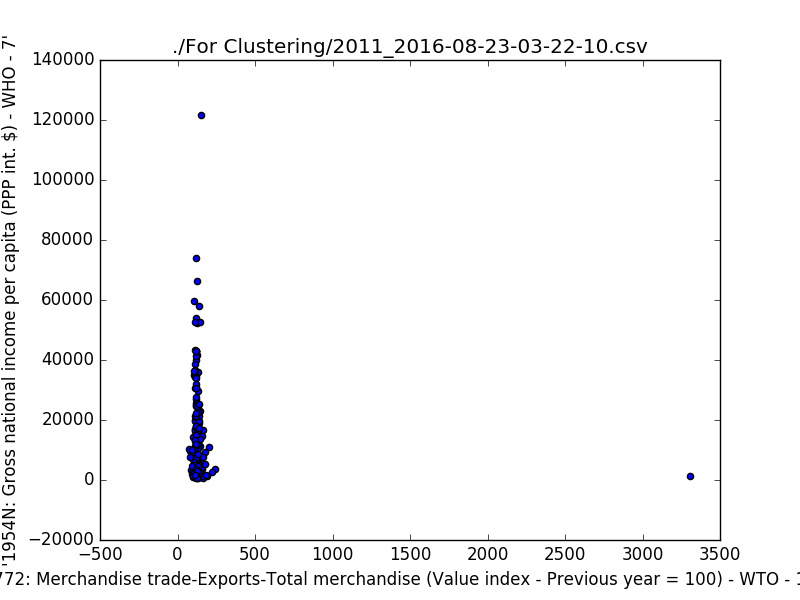 ./For Clustering/2011_2016-08-23-03-22-10.csv
'1954N: Gross national income per capita (PPP int. $) - WHO - 7'
140000
120000
100000
80000
60000
40000
20000
0
−20000
−500 0 500 1000 1500 2000 2500 3000 3500
772: Merchandise trade-Exports-Total merchandise (Value index - Previous year = 100) - WTO - 1